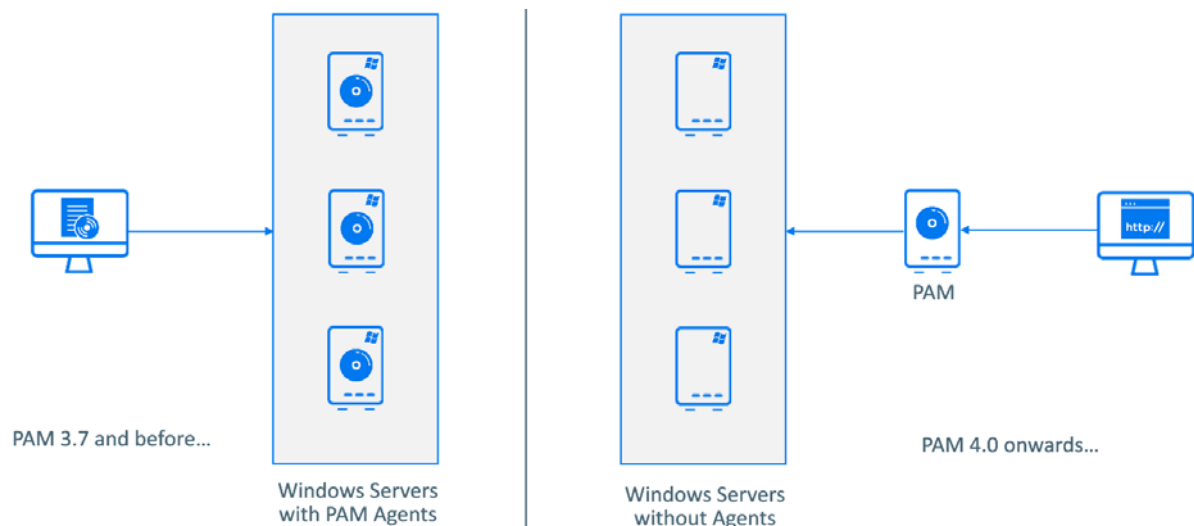 PAM 3.7 and before...
Windows Servers
with PAM Agents
Windows Servers
without Agents
PAM
http://
PAM 4.0 onwards...